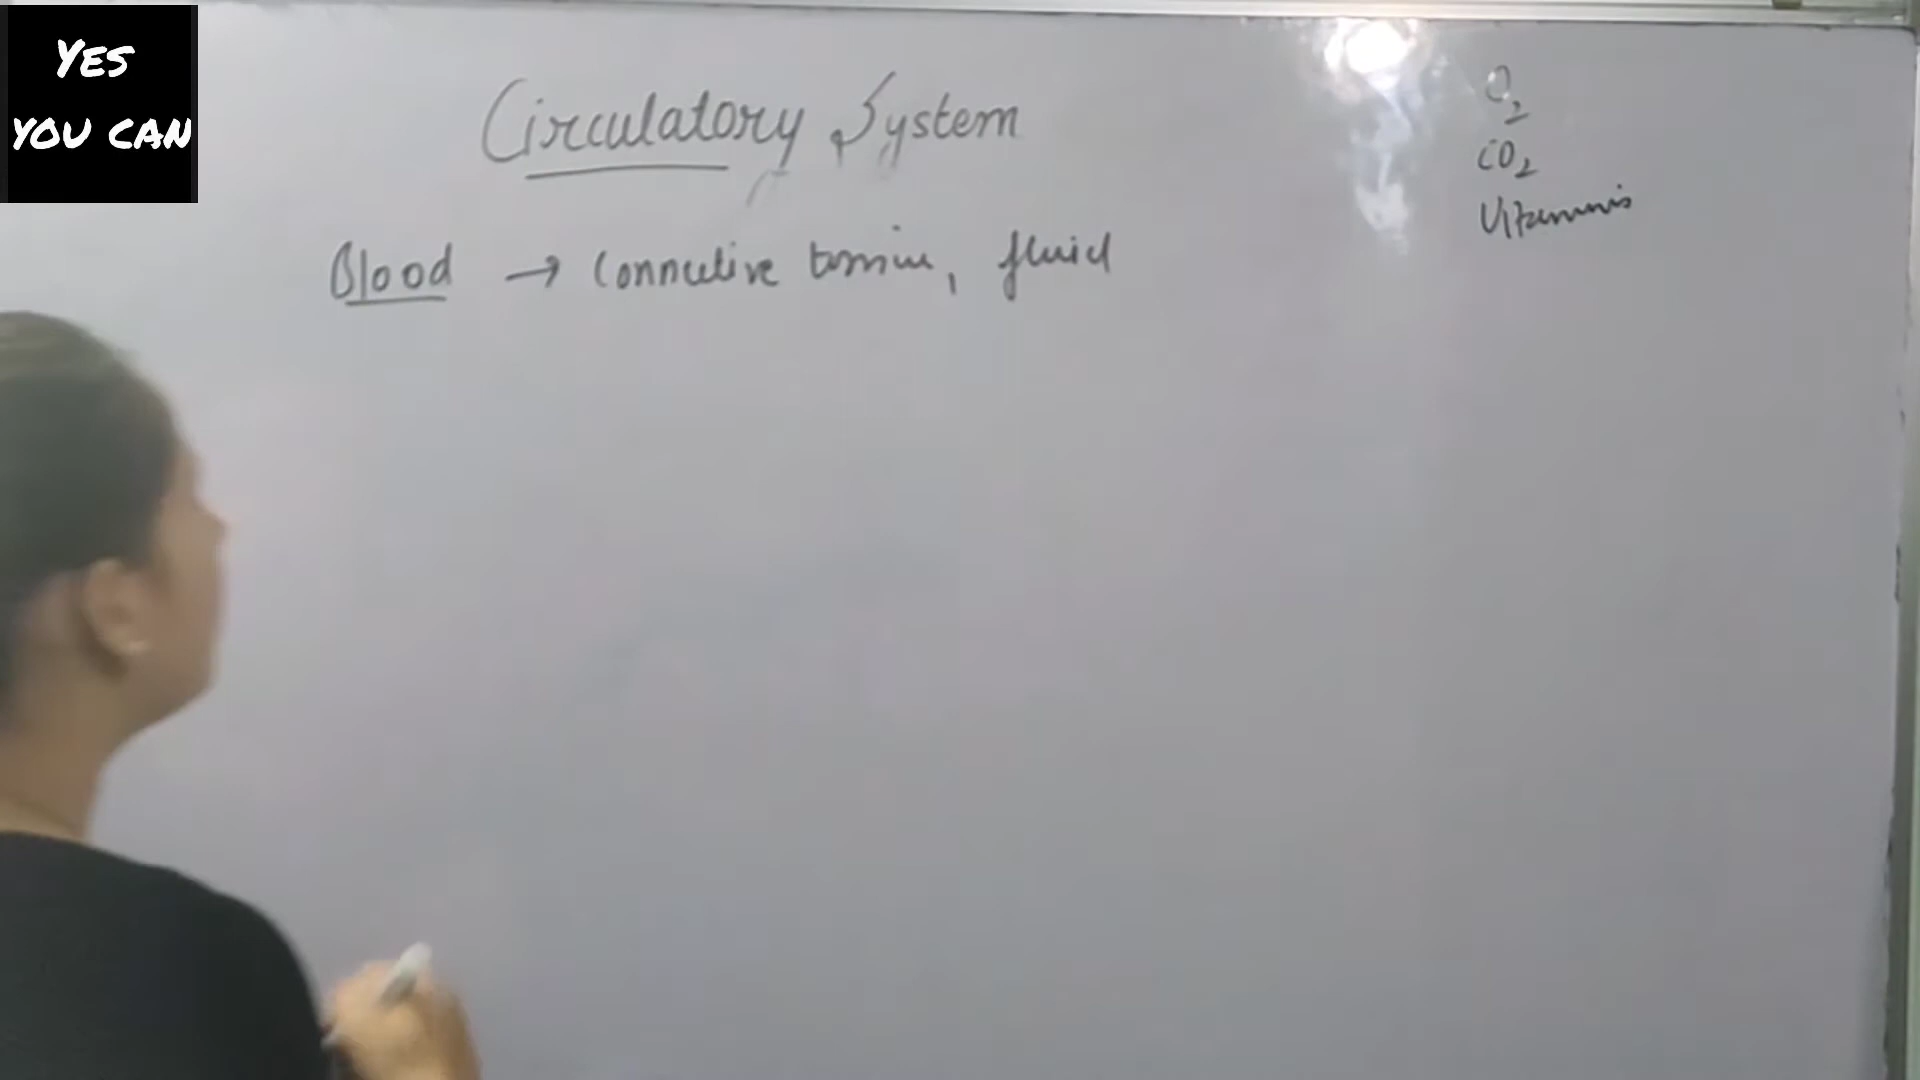 YES
YOU CAN
Circulatory System
Blood → Connective tissue, fluid
O2
CO2
Vitamins